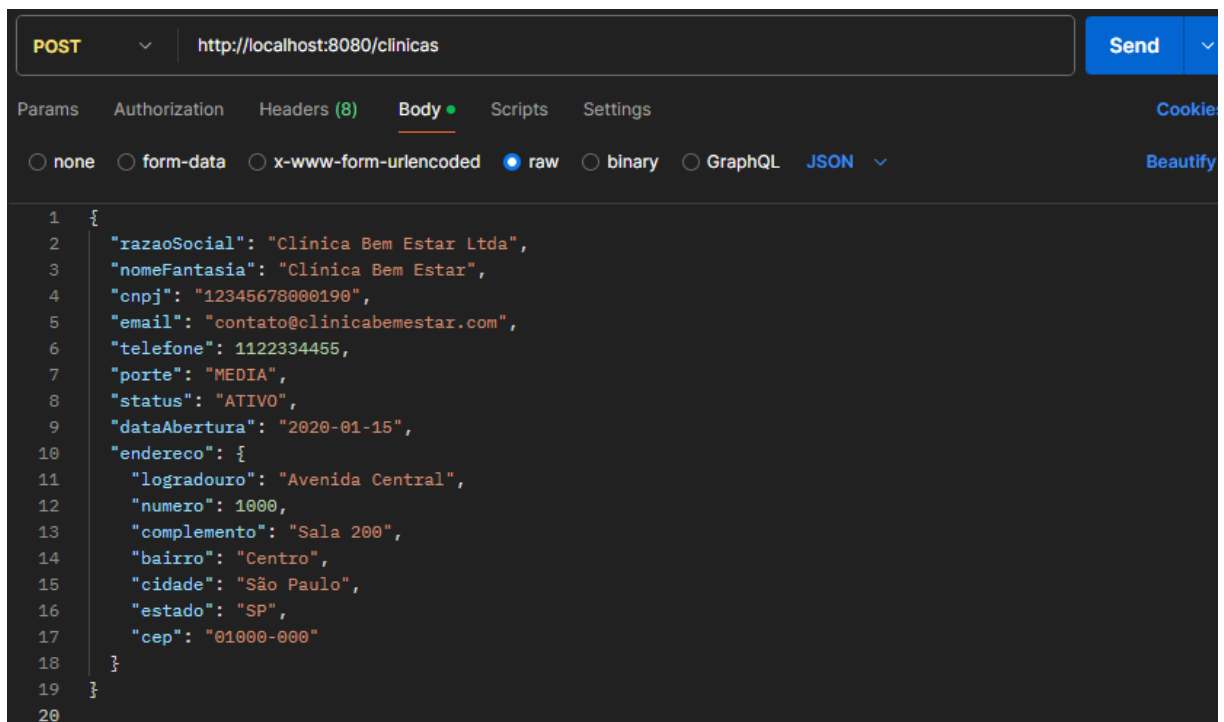 POST http://localhost:8080/clinicas Send
Params Authorization Headers (8) Body Scripts Settings Cookies
none form-data x-www-form-urlencoded raw binary GraphQL JSON Beautify
1 {
2 "razaoSocial": "Clínica Bem Estar Ltda",
3 "nomeFantasia": "Clínica Bem Estar",
4 "cnpj": "12345678000190",
5 "email": "contato@clinicabemestar.com",
6 "telefone": 1122334455,
7 "porte": "MEDIA",
8 "status": "ATIVO",
9 "dataAbertura": "2020-01-15",
10 "endereco": {
11 "logradouro": "Avenida Central",
12 "numero": 1000,
13 "complemento": "Sala 200",
14 "bairro": "Centro",
15 "cidade": "São Paulo",
16 "estado": "SP",
17 "cep": "01000-000"
18 }
19 }
20